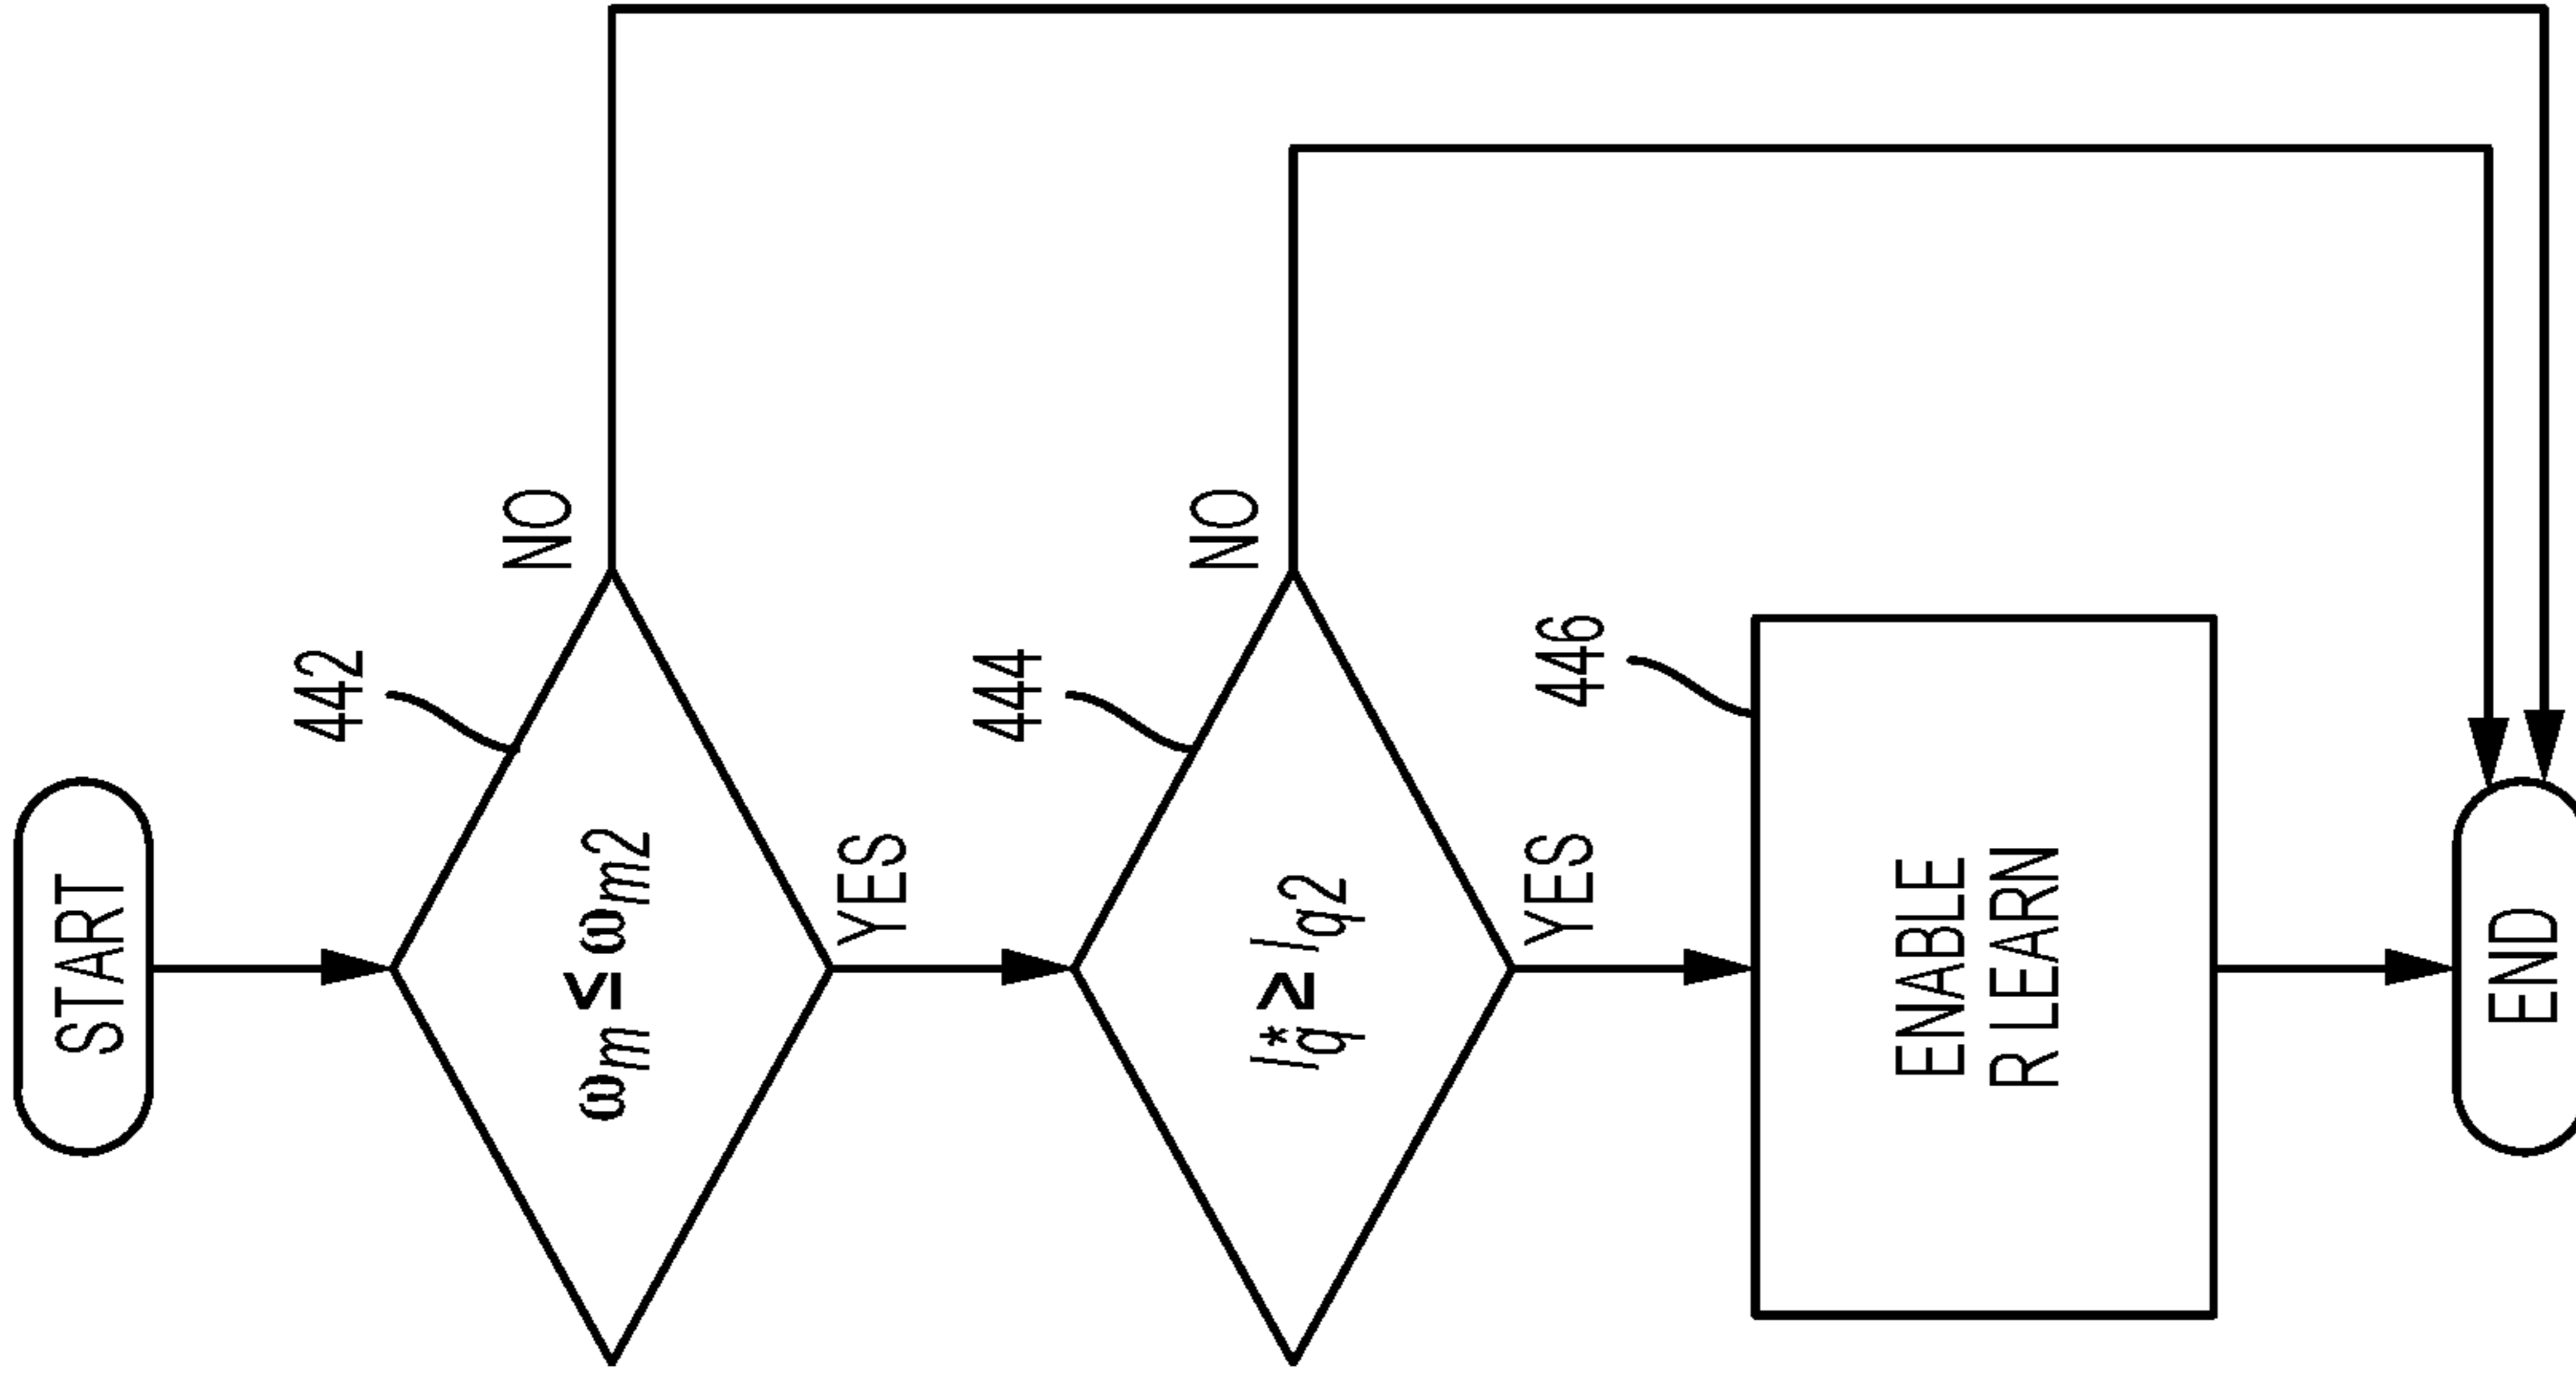 START
442
ωm ≤ ωm2
NO
YES
444
I*q ≥ Iq2
NO
YES
446
ENABLE
R LEARN
END